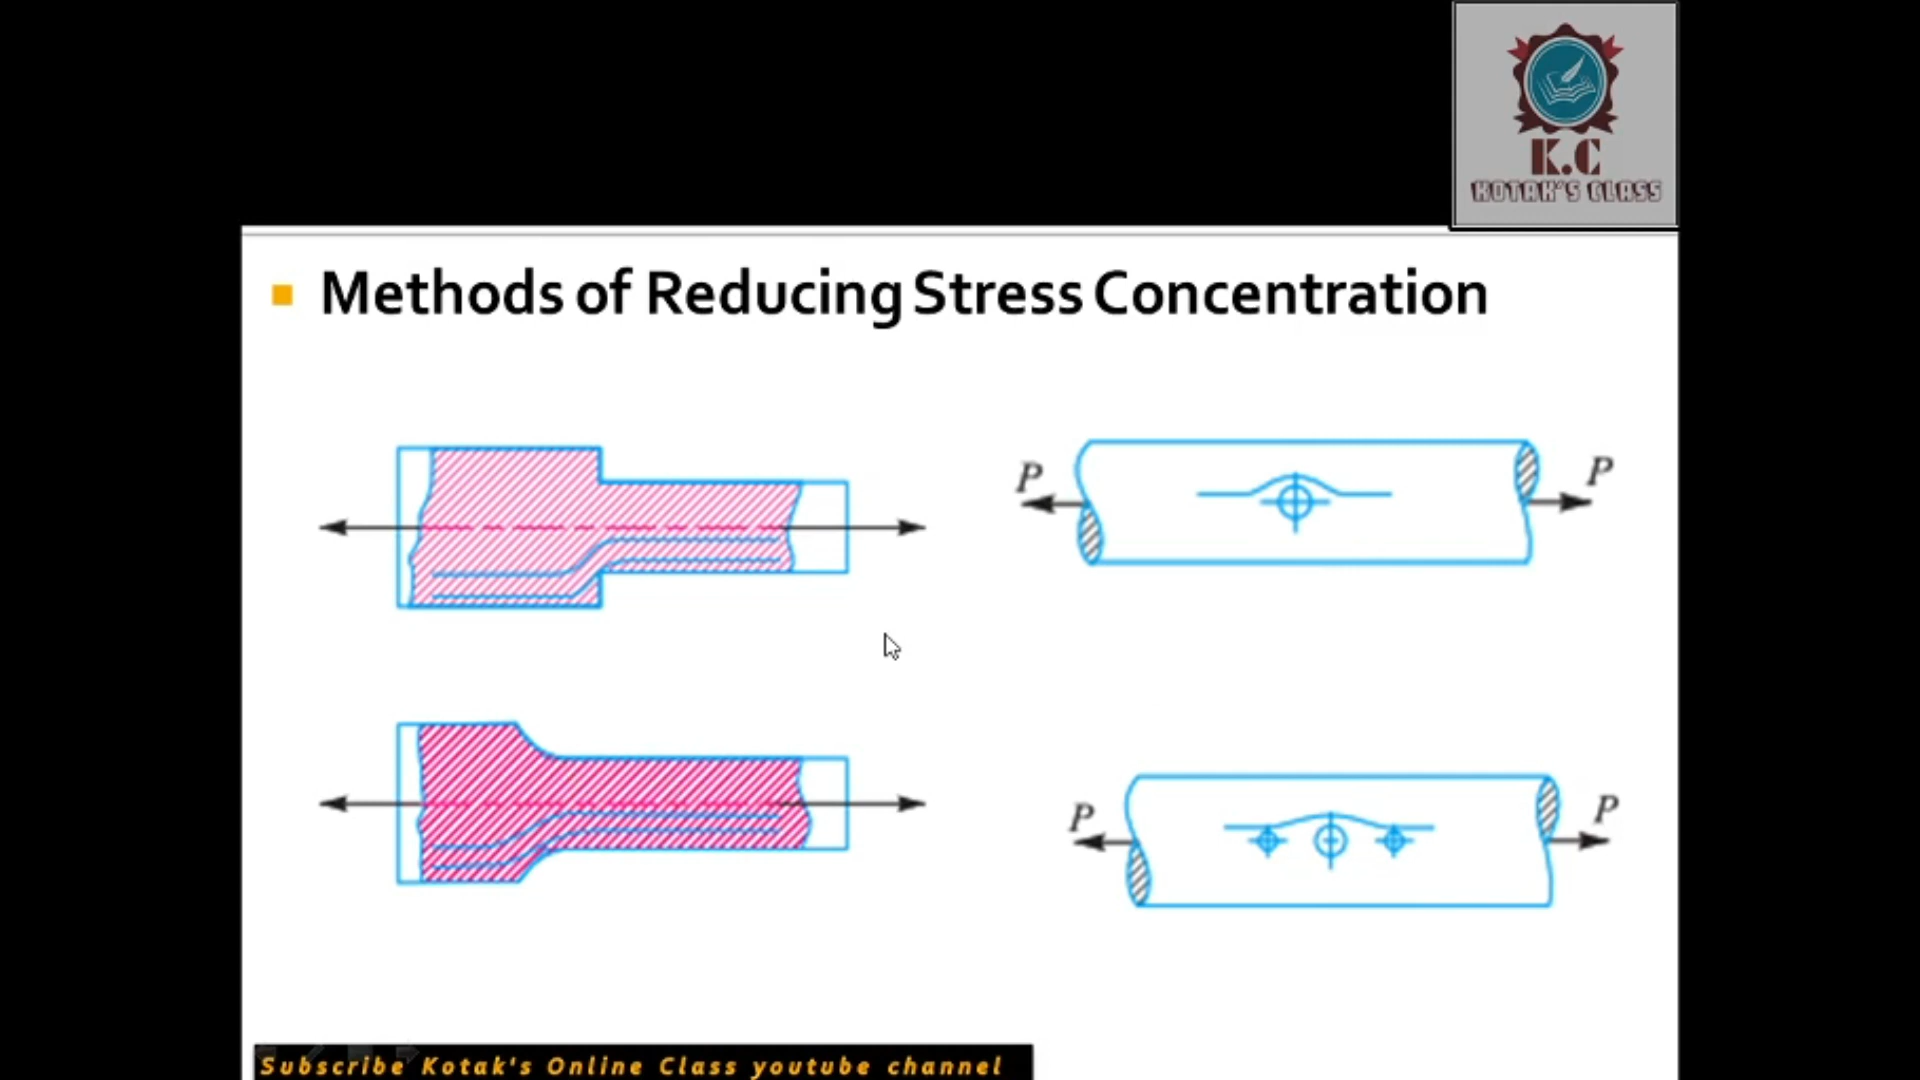 K.C
KOTAK'S CLASS
Methods of Reducing Stress Concentration
P
P
P
P
Subscribe Kotak's Online Class youtube channel